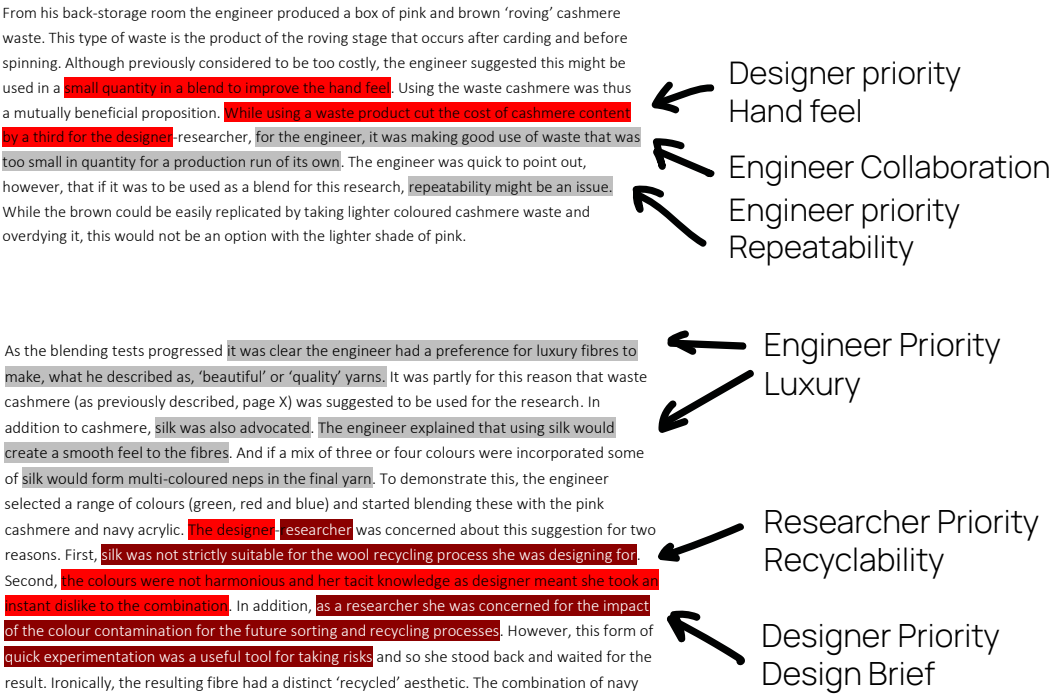 From his back-storage room the engineer produced a box of pink and brown ‘roving’ cashmere
waste. This type of waste is the product of the roving stage that occurs after carding and before
spinning. Although previously considered to be too costly, the engineer suggested this might be
used in a small quantity in a blend to improve the hand feel. Using the waste cashmere was thus
a mutually beneficial proposition. While using a waste product cut the cost of cashmere content
by a third for the designer-researcher, for the engineer, it was making good use of waste that was
too small in quantity for a production run of its own. The engineer was quick to point out,
however, that if it was to be used as a blend for this research, repeatability might be an issue.
While the brown could be easily replicated by taking lighter coloured cashmere waste and
overdying it, this would not be an option with the lighter shade of pink.
Designer priority
Hand feel
Engineer Collaboration
Engineer priority
Repeatability
As the blending tests progressed it was clear the engineer had a preference for luxury fibres to
make, what he described as, ‘beautiful’ or ‘quality’ yarns. It was partly for this reason that waste
cashmere (as previously described, page X) was suggested to be used for the research. In
addition to cashmere, silk was also advocated. The engineer explained that using silk would
create a smooth feel to the fibres. And if a mix of three or four colours were incorporated some
of silk would form multi-coloured neps in the final yarn. To demonstrate this, the engineer
selected a range of colours (green, red and blue) and started blending these with the pink
cashmere and navy acrylic. The designer-researcher was concerned about this suggestion for two
reasons. First, silk was not strictly suitable for the wool recycling process she was designing for.
Second, the colours were not harmonious and her tacit knowledge as designer meant she took an
instant dislike to the combination. In addition, as a researcher she was concerned for the impact
of the colour contamination for the future sorting and recycling processes. However, this form of
quick experimentation was a useful tool for taking risks and so she stood back and waited for the
result. Ironically, the resulting fibre had a distinct ‘recycled’ aesthetic. The combination of navy
Engineer Priority
Luxury
Researcher Priority
Recyclability
Designer Priority
Design Brief